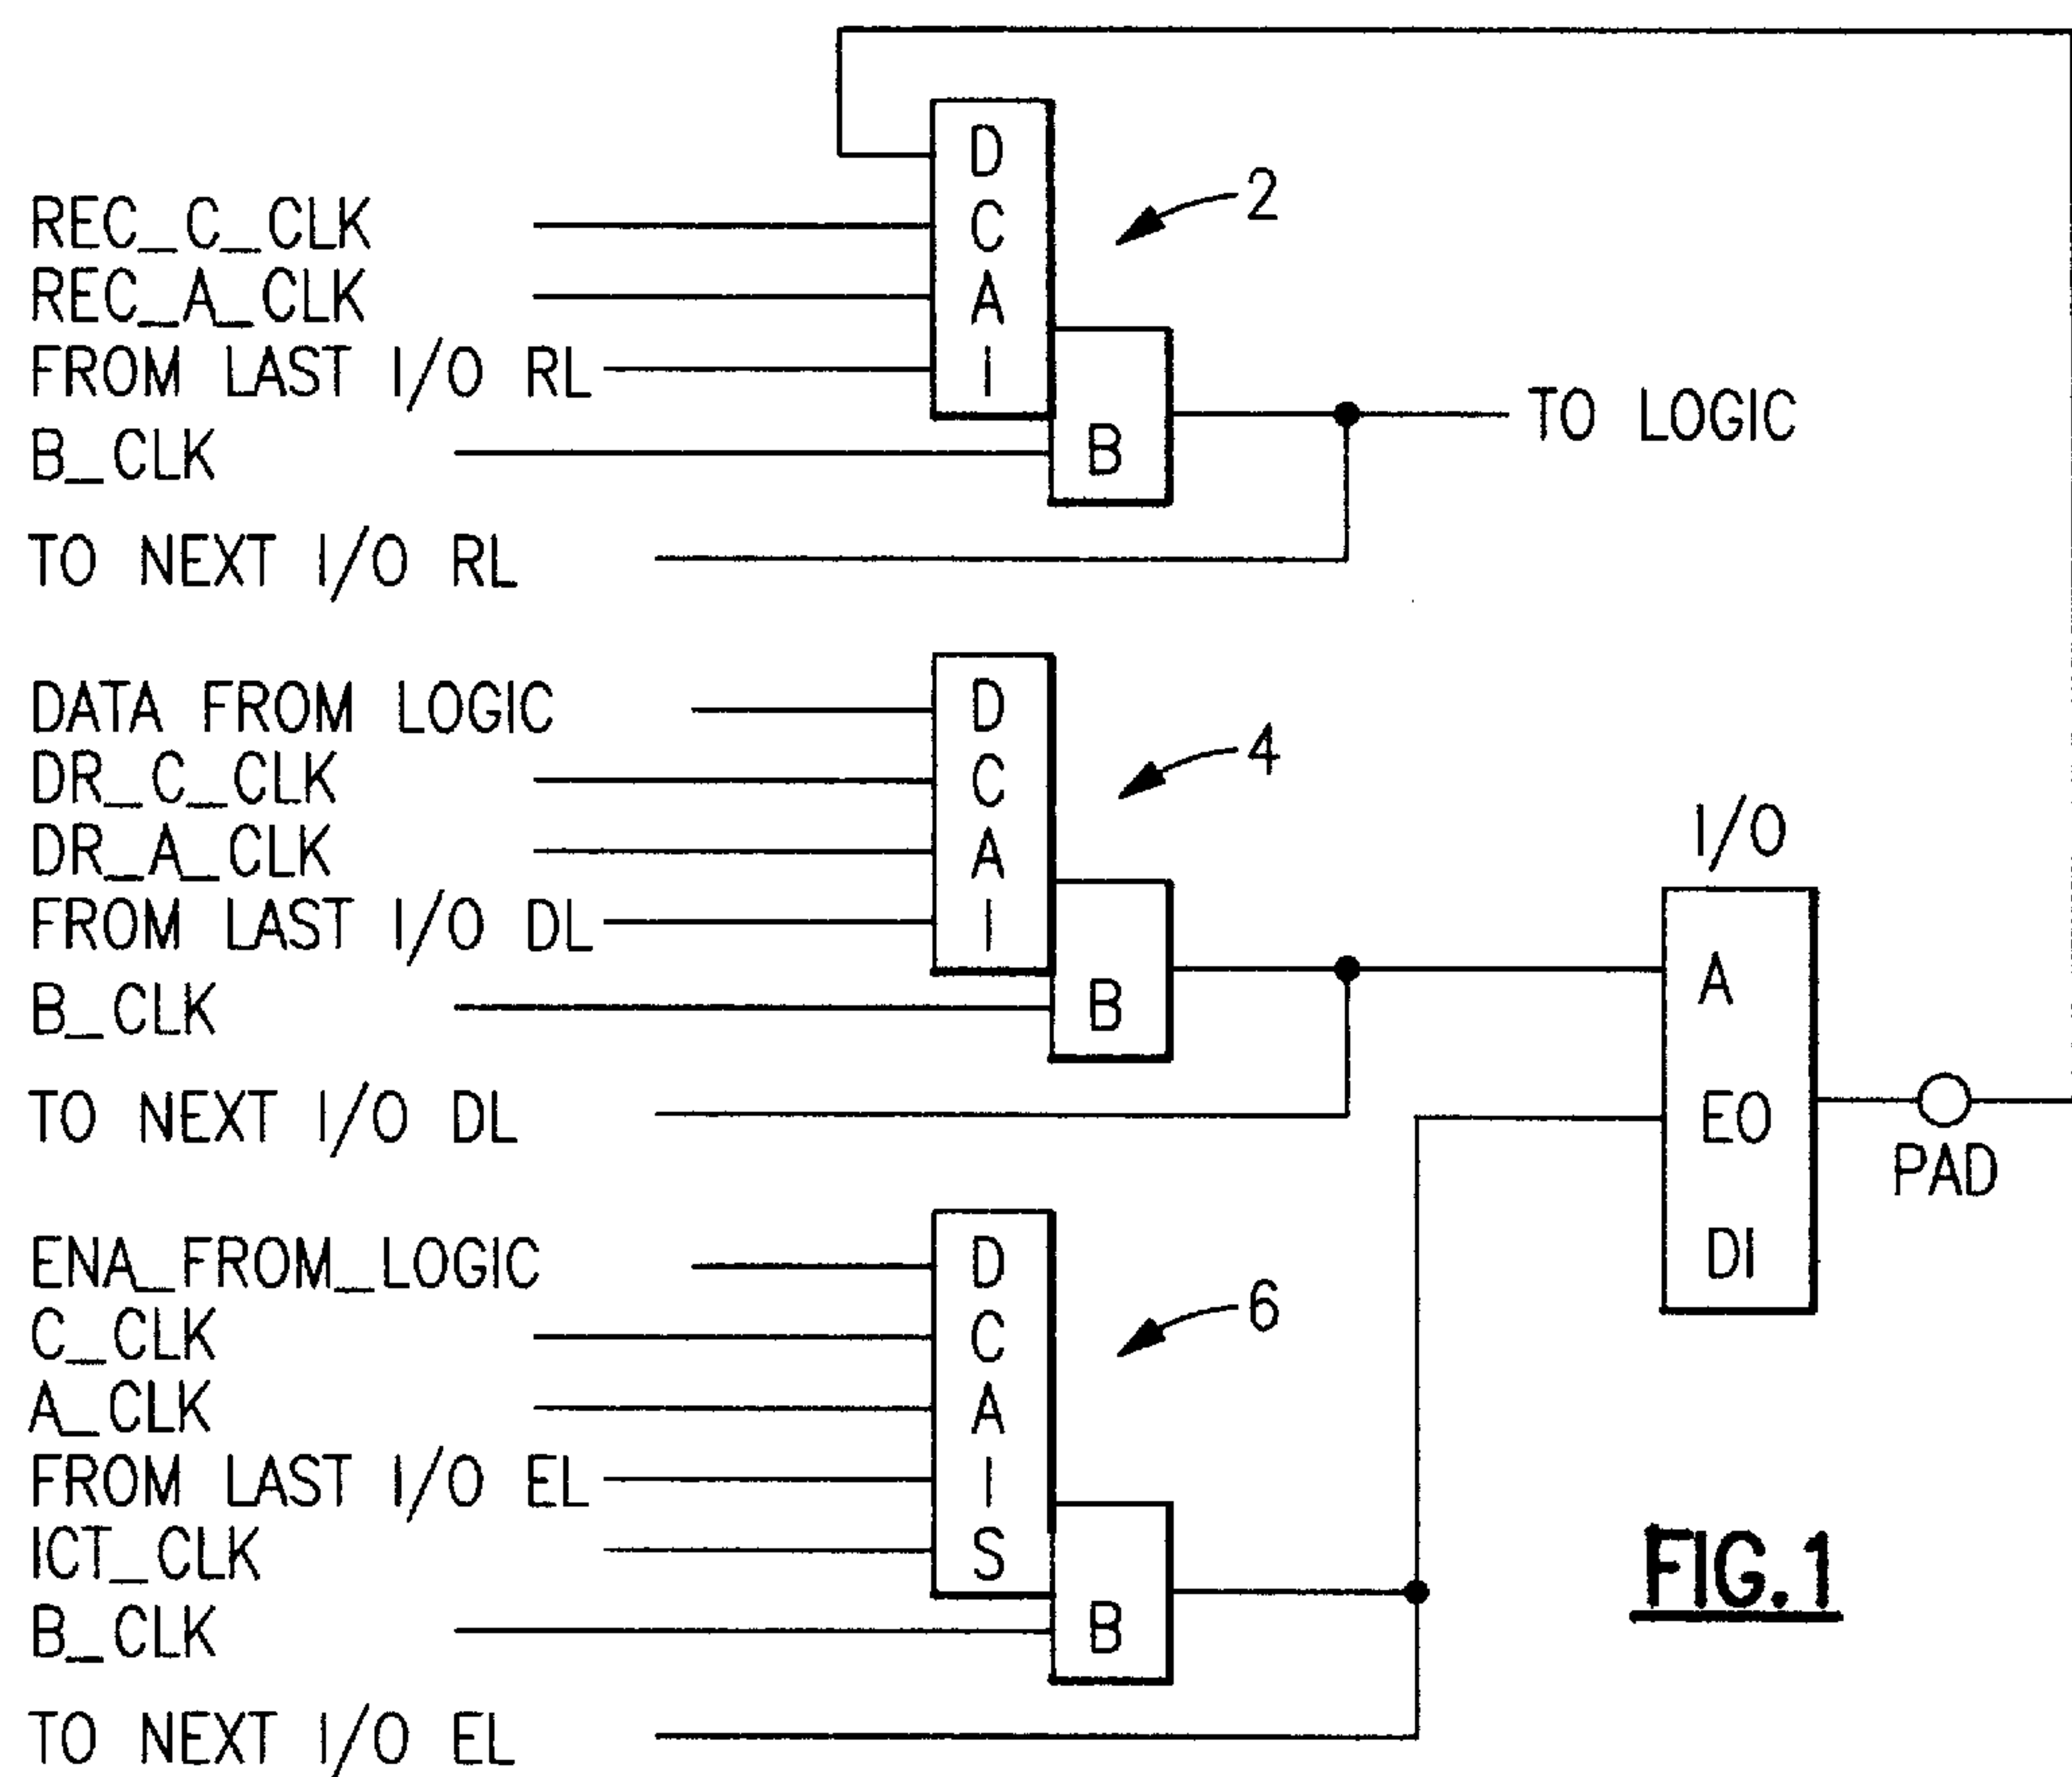 D
C
A
I
B
2
REC_C_CLK
REC_A_CLK
FROM LAST I/O RL
B_CLK
TO LOGIC
TO NEXT I/O RL
DATA FROM LOGIC
DR_C_CLK
DR_A_CLK
FROM LAST I/O DL
B_CLK
D
C
A
I
B
4
TO NEXT I/O DL
I/O
A
EO
DI
PAD
ENA_FROM_LOGIC
C_CLK
A_CLK
FROM LAST I/O EL
ICT_CLK
B_CLK
D
C
A
I
S
B
6
TO NEXT I/O EL
FIG.1